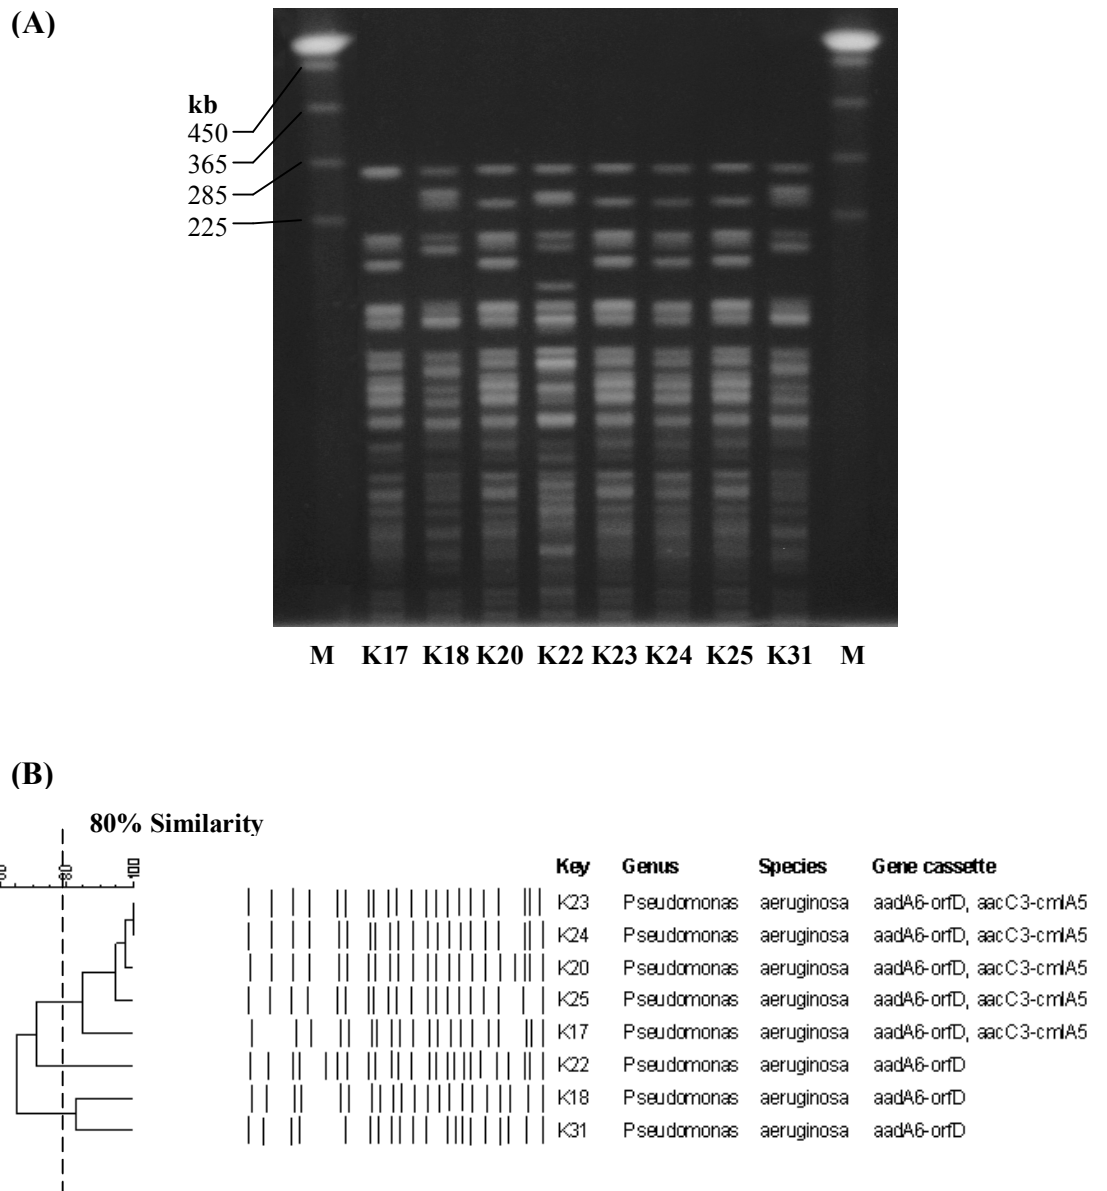 (A)
kb
450
365
285
225
M K17 K18 K20 K22 K23 K24 K25 K31 M
(B)
80% Similarity
80 100
Key Genus Species Gene cassette
K23 Pseudomonas aeruginosa aadA6-orfD, aacC3-cmlA5
K24 Pseudomonas aeruginosa aadA6-orfD, aacC3-cmlA5
K20 Pseudomonas aeruginosa aadA6-orfD, aacC3-cmlA5
K25 Pseudomonas aeruginosa aadA6-orfD, aacC3-cmlA5
K17 Pseudomonas aeruginosa aadA6-orfD, aacC3-cmlA5
K22 Pseudomonas aeruginosa aadA6-orfD
K18 Pseudomonas aeruginosa aadA6-orfD
K31 Pseudomonas aeruginosa aadA6-orfD